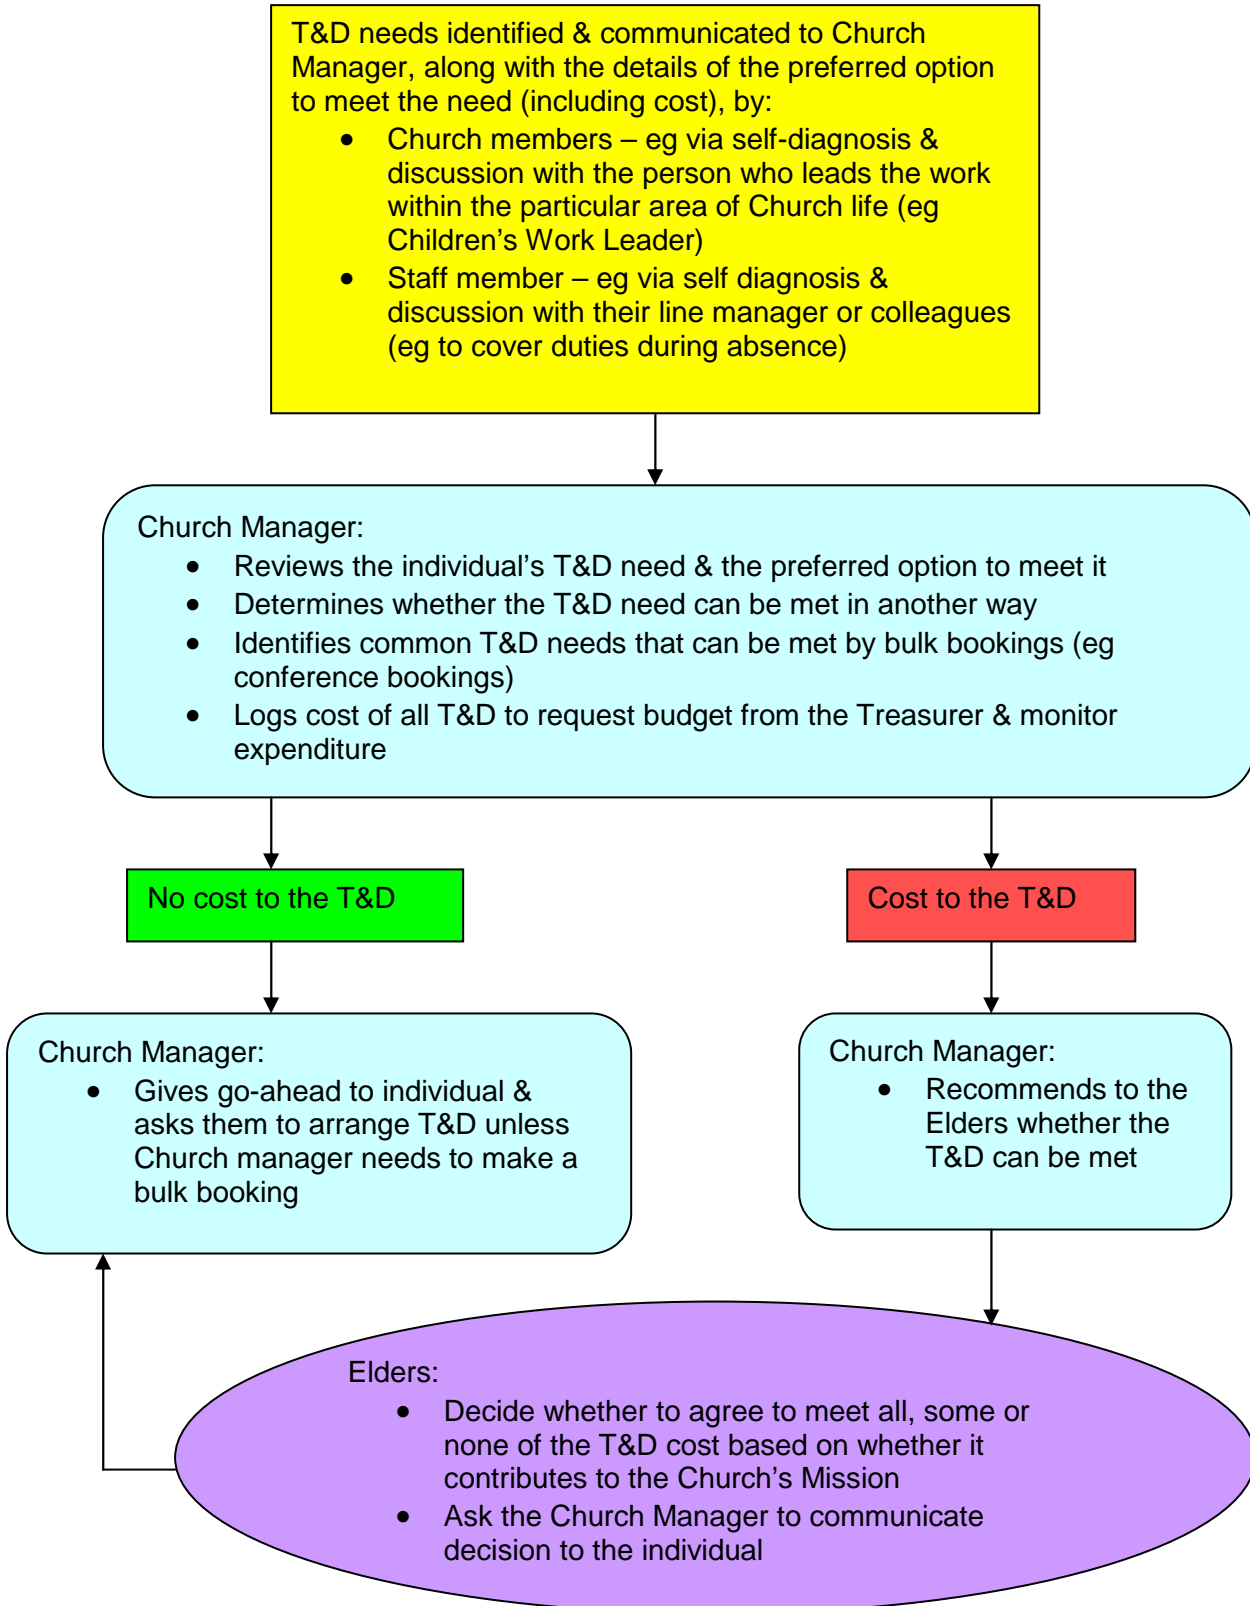 T&D needs identified & communicated to Church
Manager, along with the details of the preferred option
to meet the need (including cost), by:
• Church members – eg via self-diagnosis &
discussion with the person who leads the work
within the particular area of Church life (eg
Children's Work Leader)
• Staff member – eg via self diagnosis &
discussion with their line manager or colleagues
(eg to cover duties during absence)
Church Manager:
• Reviews the individual's T&D need & the preferred option to meet it
• Determines whether the T&D need can be met in another way
• Identifies common T&D needs that can be met by bulk bookings (eg
conference bookings)
• Logs cost of all T&D to request budget from the Treasurer & monitor
expenditure
No cost to the T&D
Cost to the T&D
Church Manager:
• Gives go-ahead to individual &
asks them to arrange T&D unless
Church manager needs to make a
bulk booking
Church Manager:
• Recommends to the
Elders whether the
T&D can be met
Elders:
• Decide whether to agree to meet all, some or
none of the T&D cost based on whether it
contributes to the Church's Mission
• Ask the Church Manager to communicate
decision to the individual